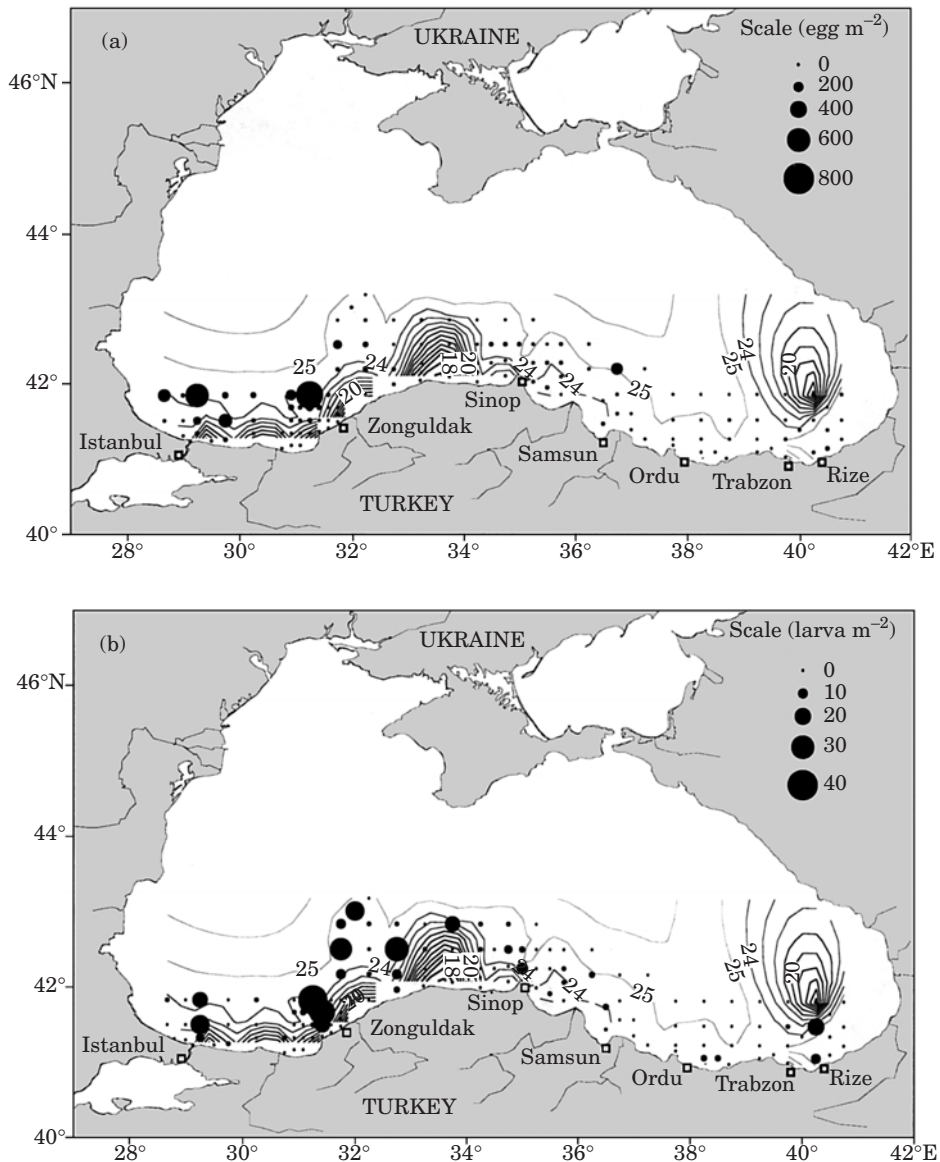 (a)
UKRAINE
Scale (egg m−2)
0
200
400
600
800
46°N
44°
42°
40°
25
24
20
18
20
24
24
25
25
24
20
Istanbul
Zonguldak
Sinop
Samsun
Ordu
Trabzon
Rize
TURKEY
28°
30°
32°
34°
36°
38°
40°
42°E
(b)
UKRAINE
Scale (larva m−2)
0
10
20
30
40
46°N
44°
42°
40°
25
24
20
18
20
24
24
25
25
24
20
Istanbul
Zonguldak
Sinop
Samsun
Ordu
Trabzon
Rize
TURKEY
28°
30°
32°
34°
36°
38°
40°
42°E